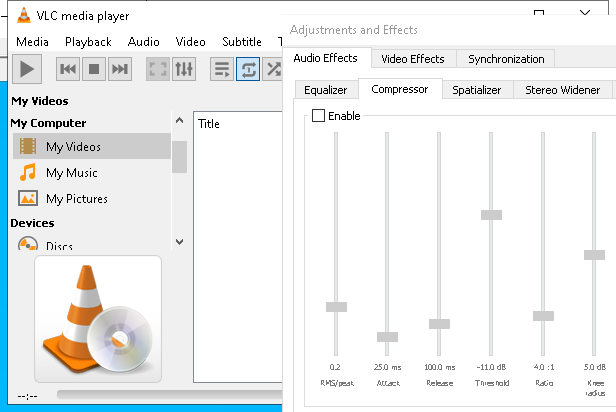 VLC media player
Media Playback Audio Video Subtitle
My Videos
My Computer
My Videos
My Music
My Pictures
Devices
Discs
Title
--:--
Adjustments and Effects
Audio Effects Video Effects Synchronization
Equalizer Compressor Spatializer Stereo Widener
Enable
0.2 25.0 ms 100.0 ms -11.0 dB 4.0 :1 5.0 dB
RMS/peak Attack Release Threshold Ratio Knee
radius